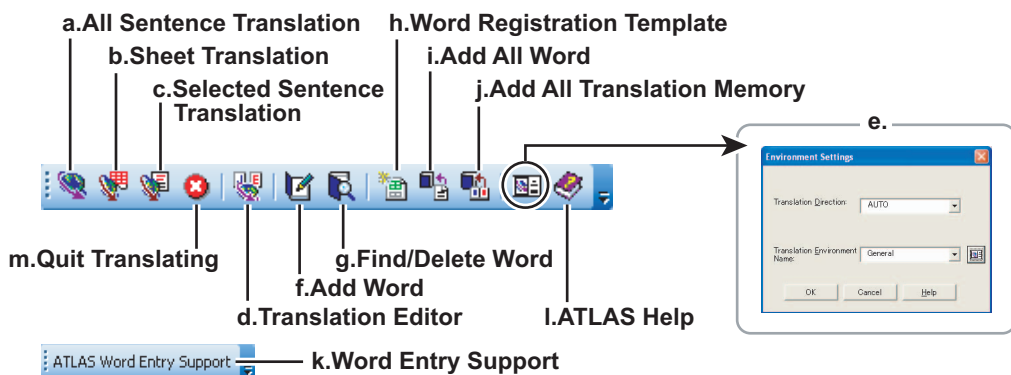 a.All Sentence Translation
h.Word Registration Template
b.Sheet Translation
i.Add All Word
c.Selected Sentence
Translation
j.Add All Translation Memory
e.
Environment Settings
Translation Direction:
AUTO
Translation Environment
Name:
General
OK
Cancel
Help
m.Quit Translating
g.Find/Delete Word
f.Add Word
d.Translation Editor
l.ATLAS Help
ATLAS Word Entry Support
k.Word Entry Support